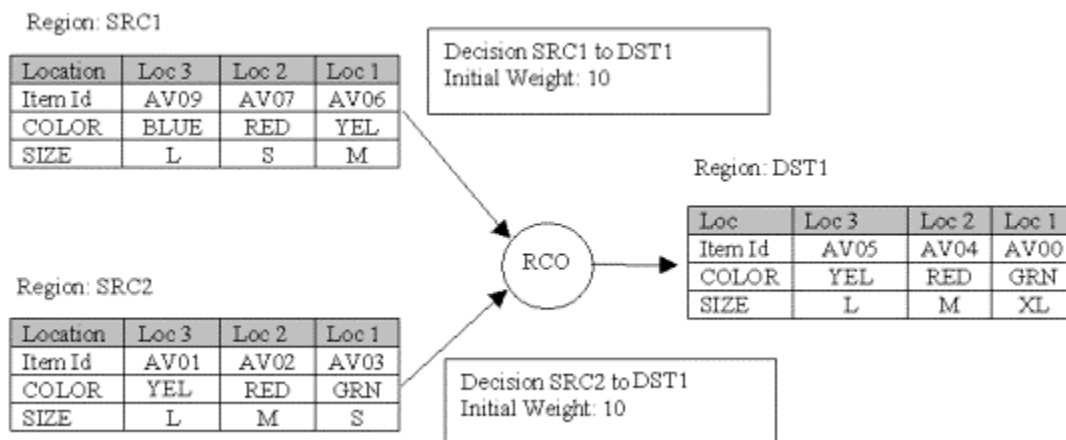 Region: SRC1
Location Loc 3 Loc 2 Loc 1
Item Id AV09 AV07 AV06
COLOR BLUE RED YEL
SIZE L S M
Decision SRC1 to DST1
Initial Weight: 10
RCO
Region: DST1
Loc Loc 3 Loc 2 Loc 1
Item Id AV05 AV04 AV00
COLOR YEL RED GRN
SIZE L M XL
Region: SRC2
Location Loc 3 Loc 2 Loc 1
Item Id AV01 AV02 AV03
COLOR YEL RED GRN
SIZE L M S
Decision SRC2 to DST1
Initial Weight: 10